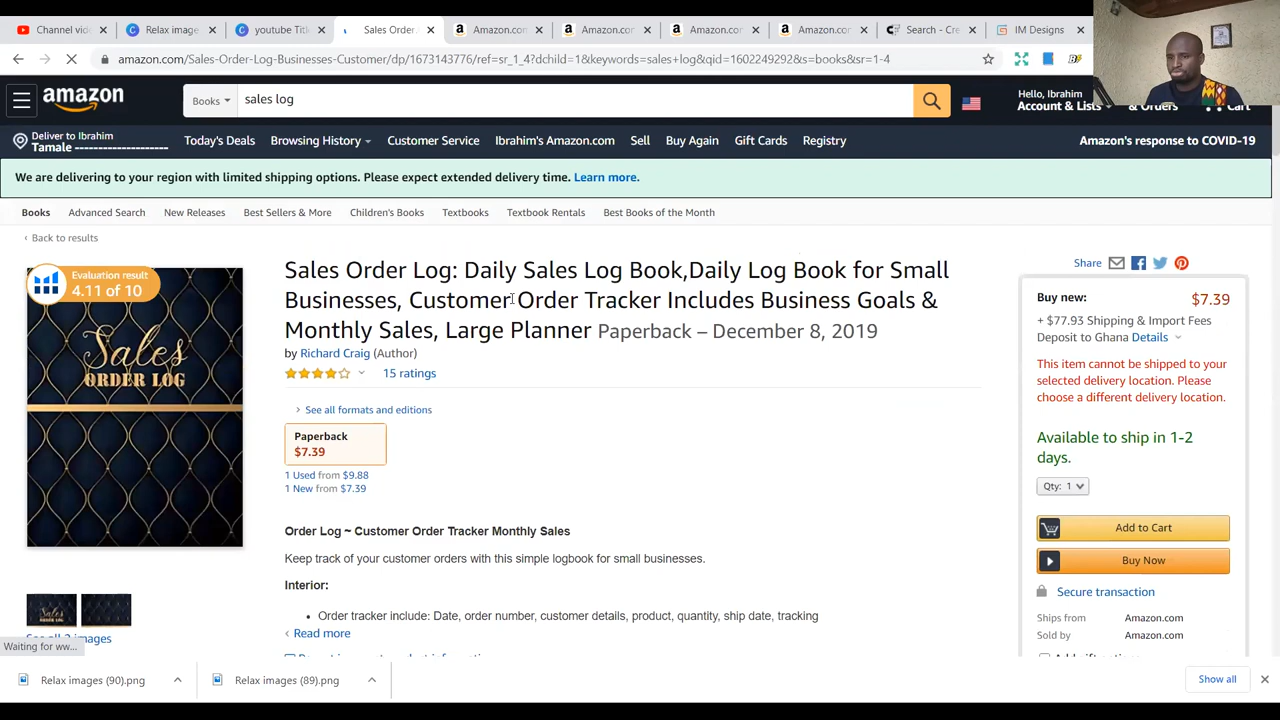 Channel vide
Relax image
youtube Title
Sales Order.
Amazon.co
Amazon.co
Amazon.co
Amazon.co
Search - Cre
IM Designs
amazon.com/Sales-Order-Log-Business-Customer/dp/1673143776/ref=sr_1_4?dchild=1&keywords=sales+log&qid=1602249292&s=books&sr=1-4
amazon
Books
sales log
Hello, Ibrahim
Account & Lists
& Orders
Cart
Deliver to Ibrahim
Tamale ---------------------
Today's Deals
Browsing History
Customer Service
Ibrahim's Amazon.com
Sell
Buy Again
Gift Cards
Registry
Amazon's response to COVID-19
We are delivering to your region with limited shipping options. Please expect extended delivery time. Learn more.
Books
Advanced Search
New Releases
Best Sellers & More
Children's Books
Textbooks
Textbook Rentals
Best Books of the Month
‹ Back to results
Evaluation result
4.11 of 10
Sales
ORDER LOG
See all 2 images
Sales Order Log: Daily Sales Log Book,Daily Log Book for Small
Businesses, Customer Order Tracker Includes Business Goals &
Monthly Sales, Large Planner Paperback – December 8, 2019
by Richard Craig (Author)
15 ratings
› See all formats and editions
Paperback
$7.39
1 Used from $9.88
1 New from $7.39
Order Log ~ Customer Order Tracker Monthly Sales
Keep track of your customer orders with this simple logbook for small businesses.
Interior:
• Order tracker include: Date, order number, customer details, product, quantity, ship date, tracking
‹ Read more
Share
Buy new:
$7.39
+ $77.93 Shipping & Import Fees
Deposit to Ghana Details
This item cannot be shipped to your
selected delivery location. Please
choose a different delivery location.
Available to ship in 1-2
days.
Qty: 1
Add to Cart
Buy Now
Secure transaction
Ships from Amazon.com
Sold by Amazon.com
Waiting for ww...
Relax images (90).png
Relax images (89).png
Show all